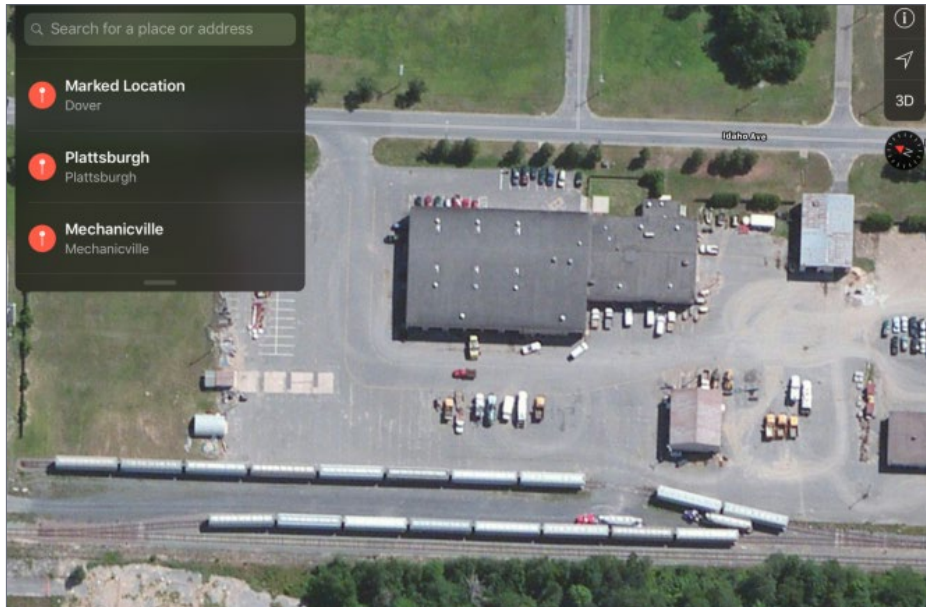 Search for a place or address
Marked Location
Dover
Plattsburgh
Plattsburgh
Mechanicville
Mechanicville
Idaho Ave
3D
N